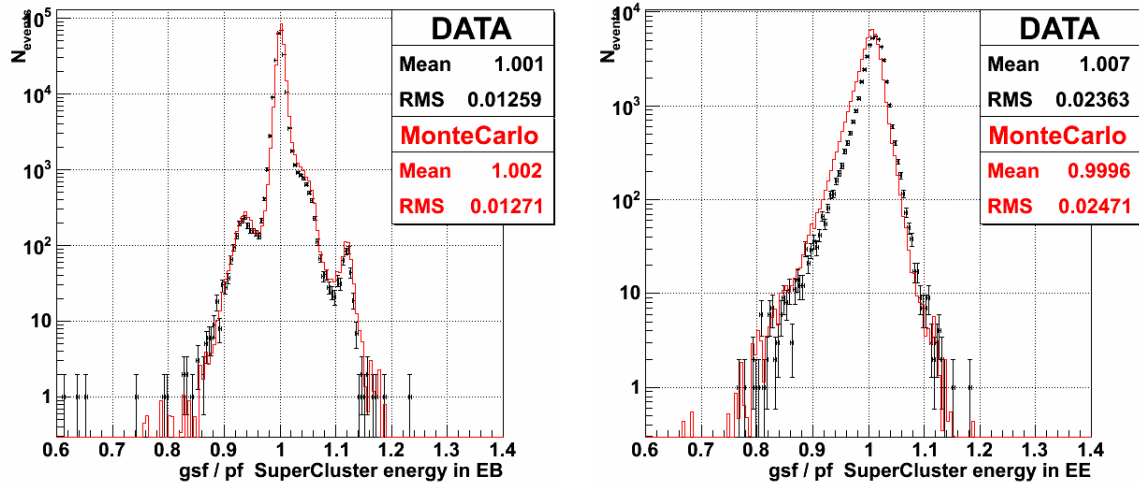 N_events
10^5
10^4
10^3
10^2
10
1
0.6 0.7 0.8 0.9 1 1.1 1.2 1.3 1.4
gsf / pf SuperCluster energy in EB
DATA
Mean 1.001
RMS 0.01259
MonteCarlo
Mean 1.002
RMS 0.01271
N_events
10^4
10^3
10^2
10
1
0.6 0.7 0.8 0.9 1 1.1 1.2 1.3 1.4
gsf / pf SuperCluster energy in EE
DATA
Mean 1.007
RMS 0.02363
MonteCarlo
Mean 0.9996
RMS 0.02471